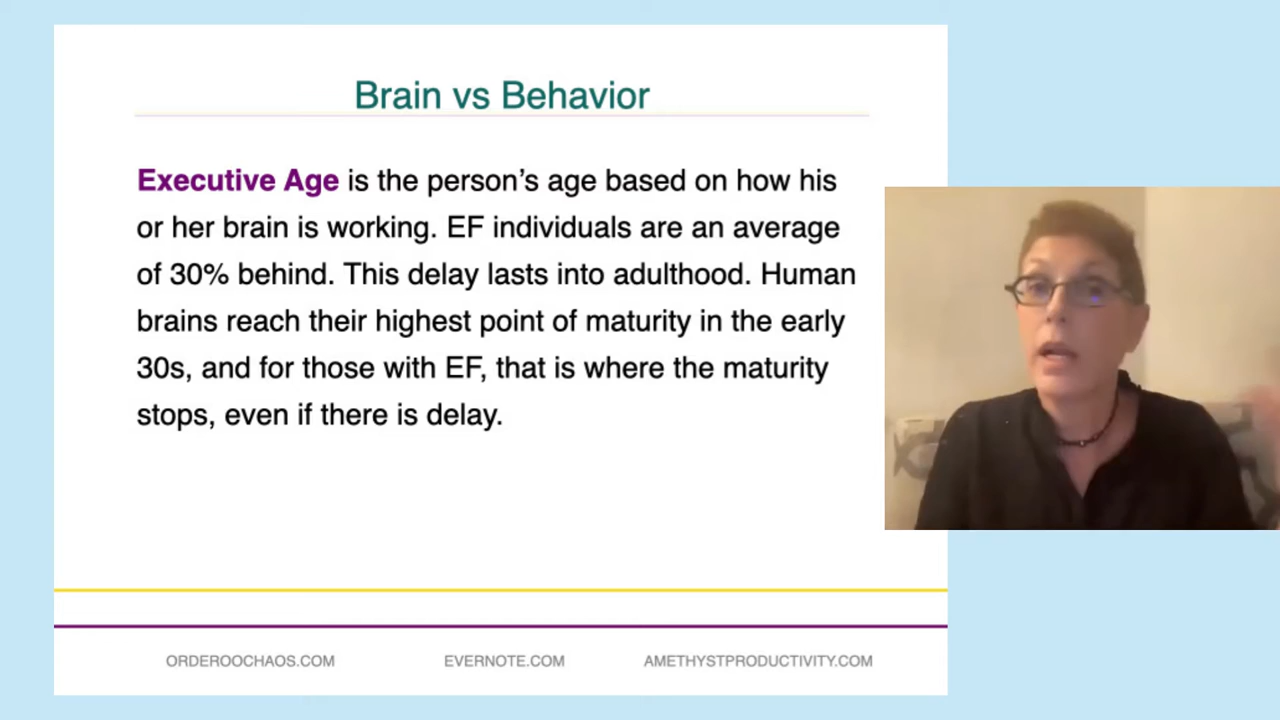 Brain vs Behavior
Executive Age is the person’s age based on how his
or her brain is working. EF individuals are an average
of 30% behind. This delay lasts into adulthood. Human
brains reach their highest point of maturity in the early
30s, and for those with EF, that is where the maturity
stops, even if there is delay.
ORDEROOCHAOS.COM EVERNOTE.COM AMETHYSTPRODUCTIVITY.COM